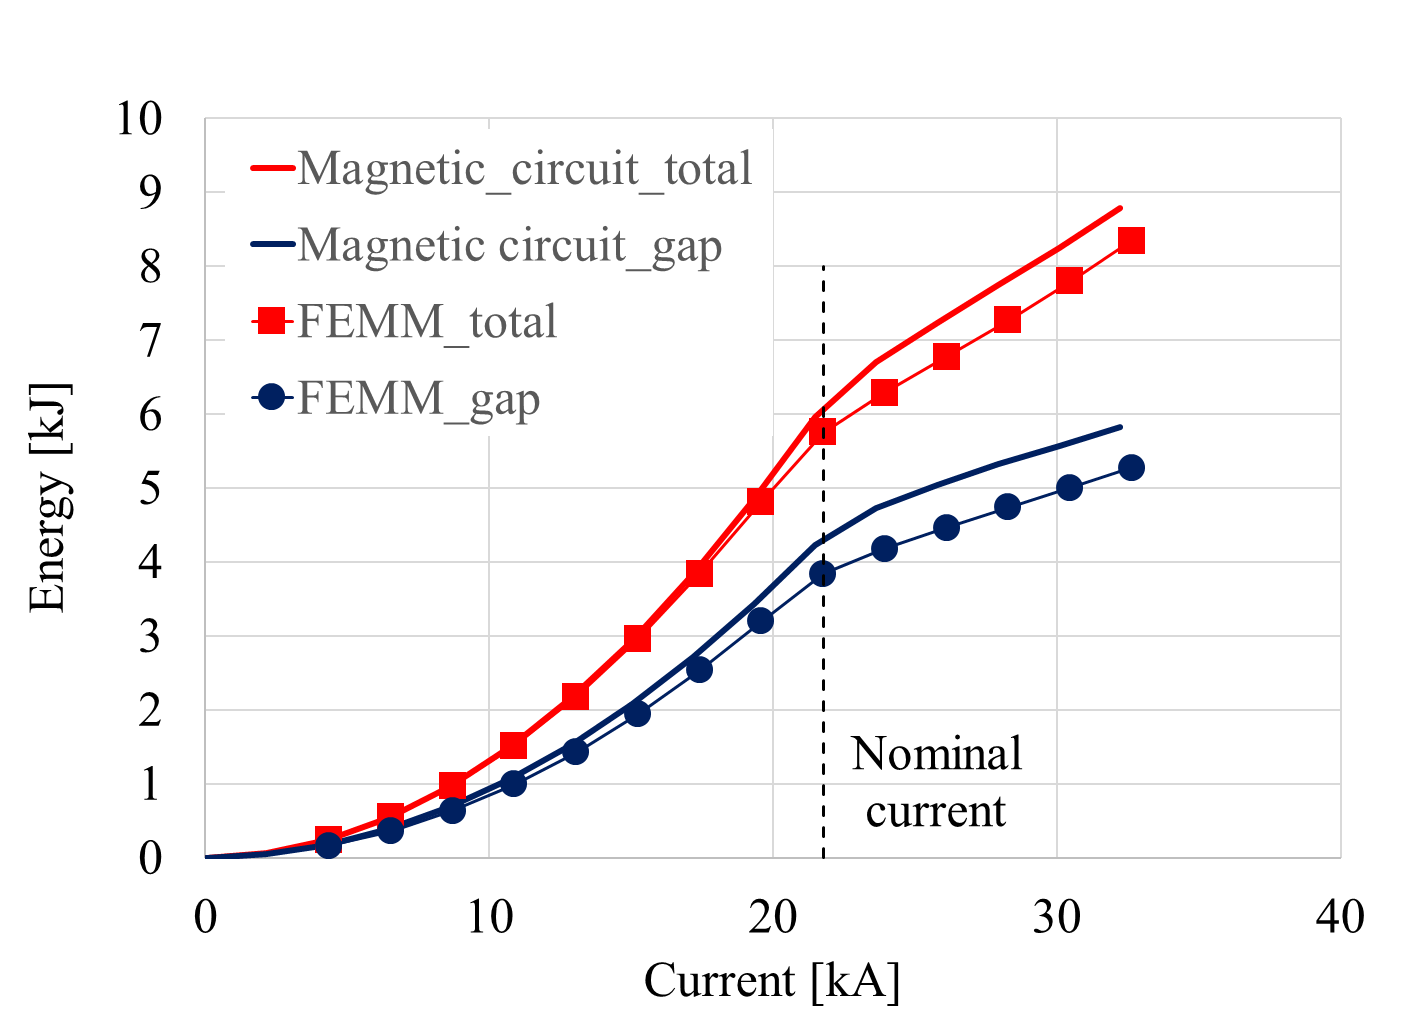 10
9
8
7
6
5
4
3
2
1
0
Energy [kJ]
Magnetic_circuit_total
Magnetic circuit_gap
FEMM_total
FEMM_gap
Nominal
current
0 10 20 30 40
Current [kA]